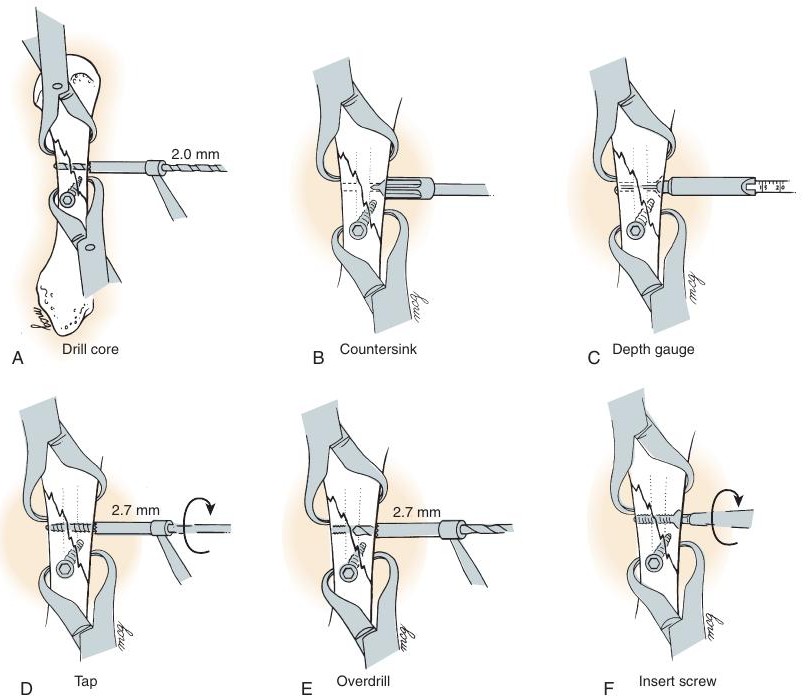 2.0 mm
A Drill core
B Countersink
C Depth gauge
2.7 mm
2.7 mm
D Tap
E Overdrill
F Insert screw